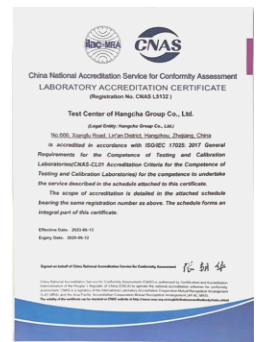 ilac-MRA
CNAS
China National Accreditation Service for Conformity Assessment
LABORATORY ACCREDITATION CERTIFICATE
(Registration No. CNAS L5132 )
Test Center of Hangcha Group Co., Ltd.
(Legal Entity: Hangcha Group Co., Ltd.)
No.666, Xiangfu Road, Lin'an District, Hangzhou, Zhejiang, China
is accredited in accordance with ISO/IEC 17025: 2017 General
Requirements for the Competence of Testing and Calibration
Laboratories(CNAS-CL01 Accreditation Criteria for the Competence of
Testing and Calibration Laboratories) for the competence to undertake
the service described in the schedule attached to this certificate.
The scope of accreditation is detailed in the attached schedule
bearing the same registration number as above. The schedule forms an
integral part of this certificate.
Effective Date: 2023-05-13
Expiry Date:
Signed on behalf of China National Accreditation Service for Conformity Assessment